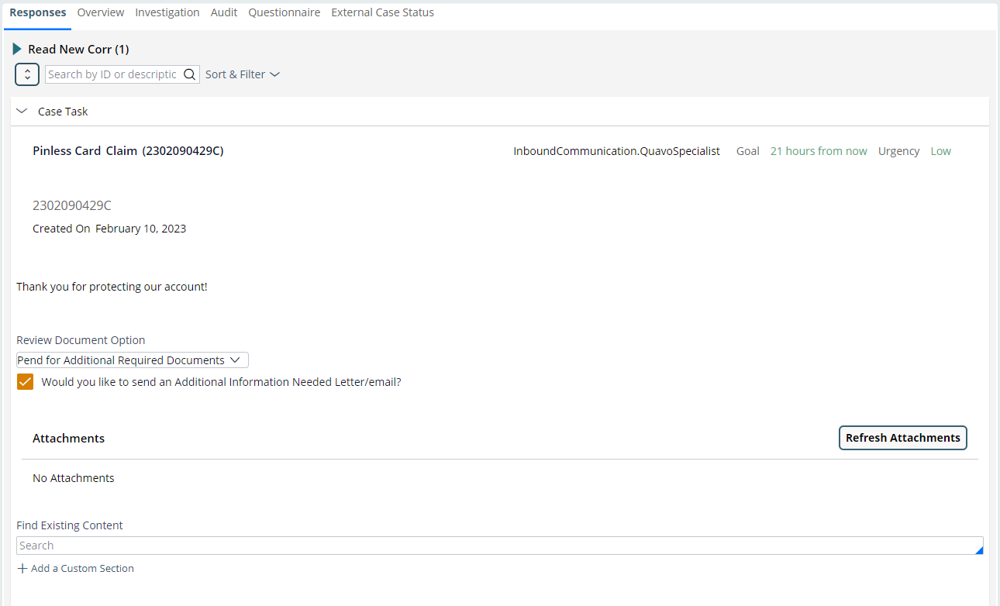 Responses Overview Investigation Audit Questionnaire External Case Status
Read New Corr (1)
Search by ID or descriptic Sort & Filter
Case Task
Pinless Card Claim (2302090429C) InboundCommunication.QuavoSpecialist Goal 21 hours from now Urgency Low
2302090429C
Created On February 10, 2023
Thank you for protecting our account!
Review Document Option
Pend for Additional Required Documents
Would you like to send an Additional Information Needed Letter/email?
Attachments Refresh Attachments
No Attachments
Find Existing Content
Search
+ Add a Custom Section